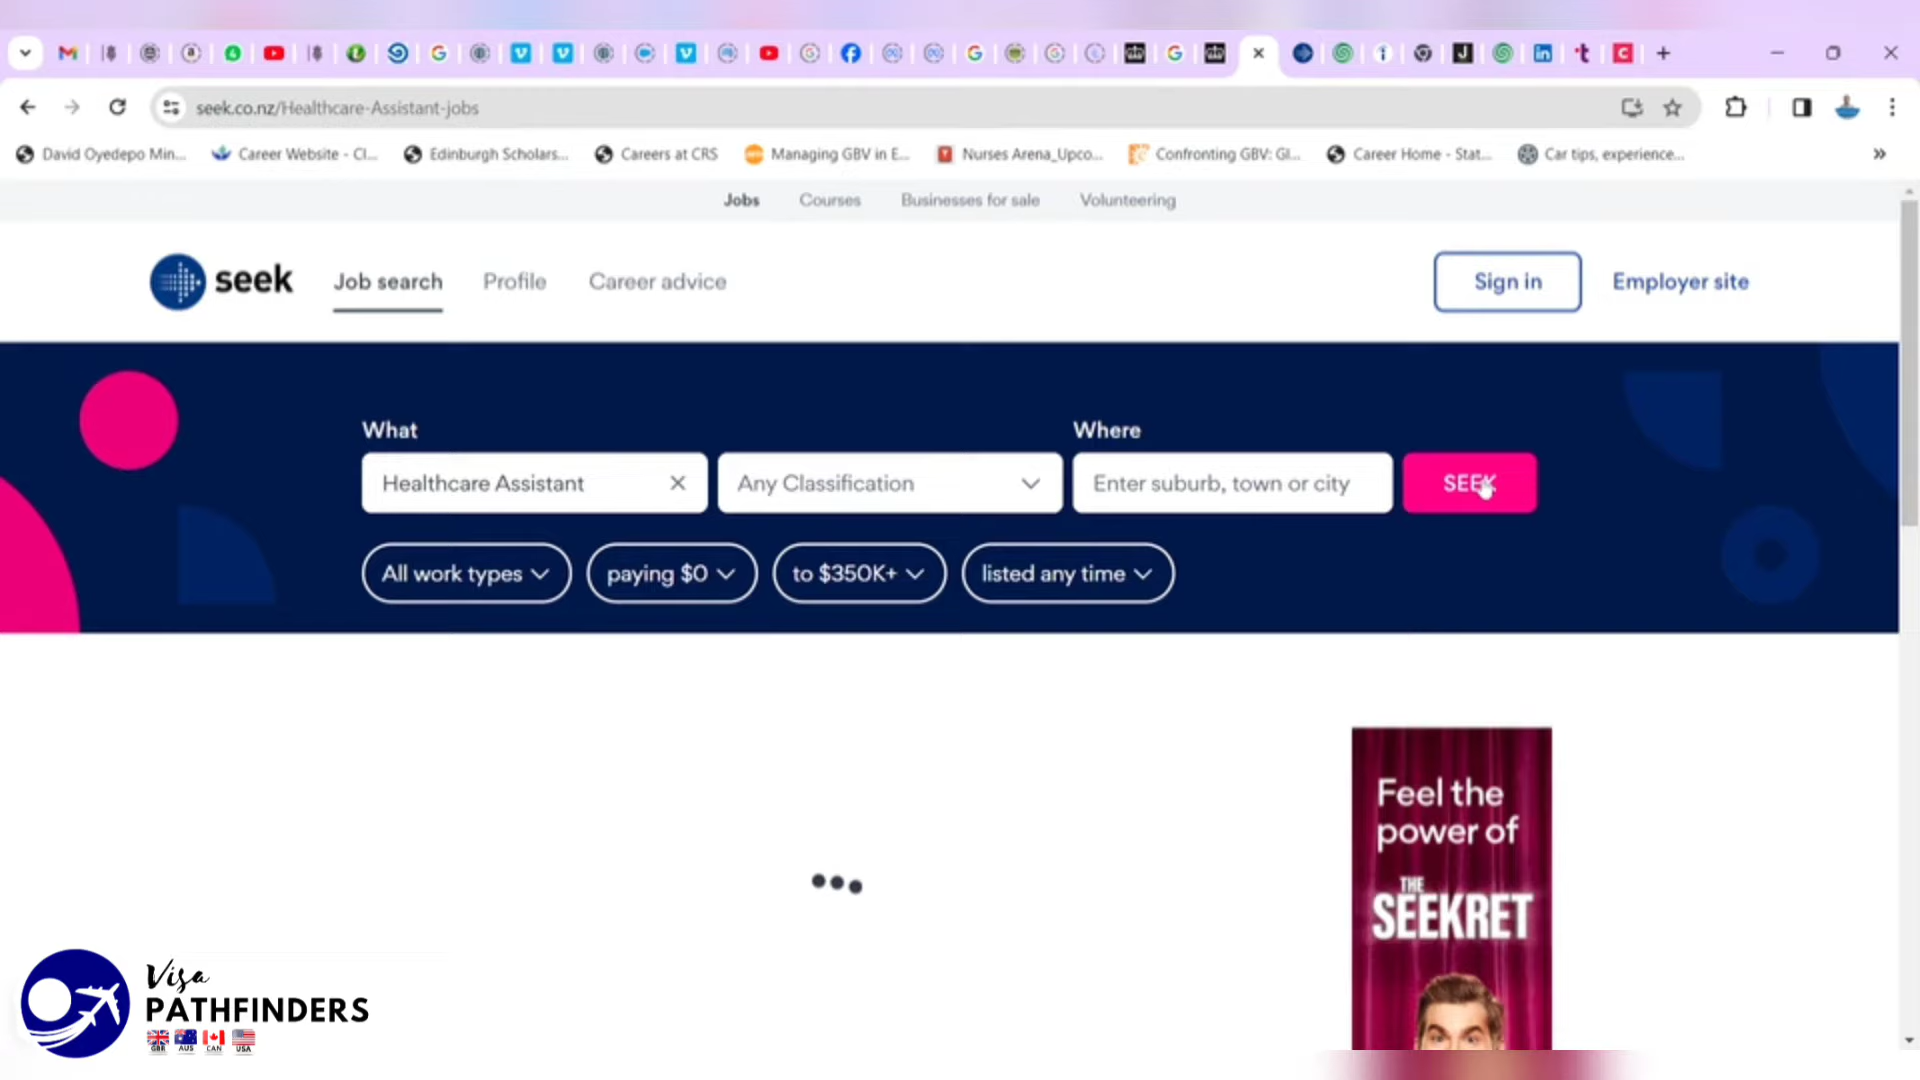 seek.co.nz/Healthcare-Assistant-jobs
David Oyedepo Min... Career Website - Cl... Edinburgh Scholars... Careers at CRS Managing GBV in E... Nurses Arena_Upco... Confronting GBV: Gl... Career Home - Stat... Car tips, experience...
Jobs Courses Businesses for sale Volunteering
seek Job search Profile Career advice Sign in Employer site
What Where
Healthcare Assistant Any Classification Enter suburb, town or city SEEK
All work types paying $0 to $350K+ listed any time
Feel the
power of
THE
SEEKRET
Visa
PATHFINDERS
GBR AUS CAN USA